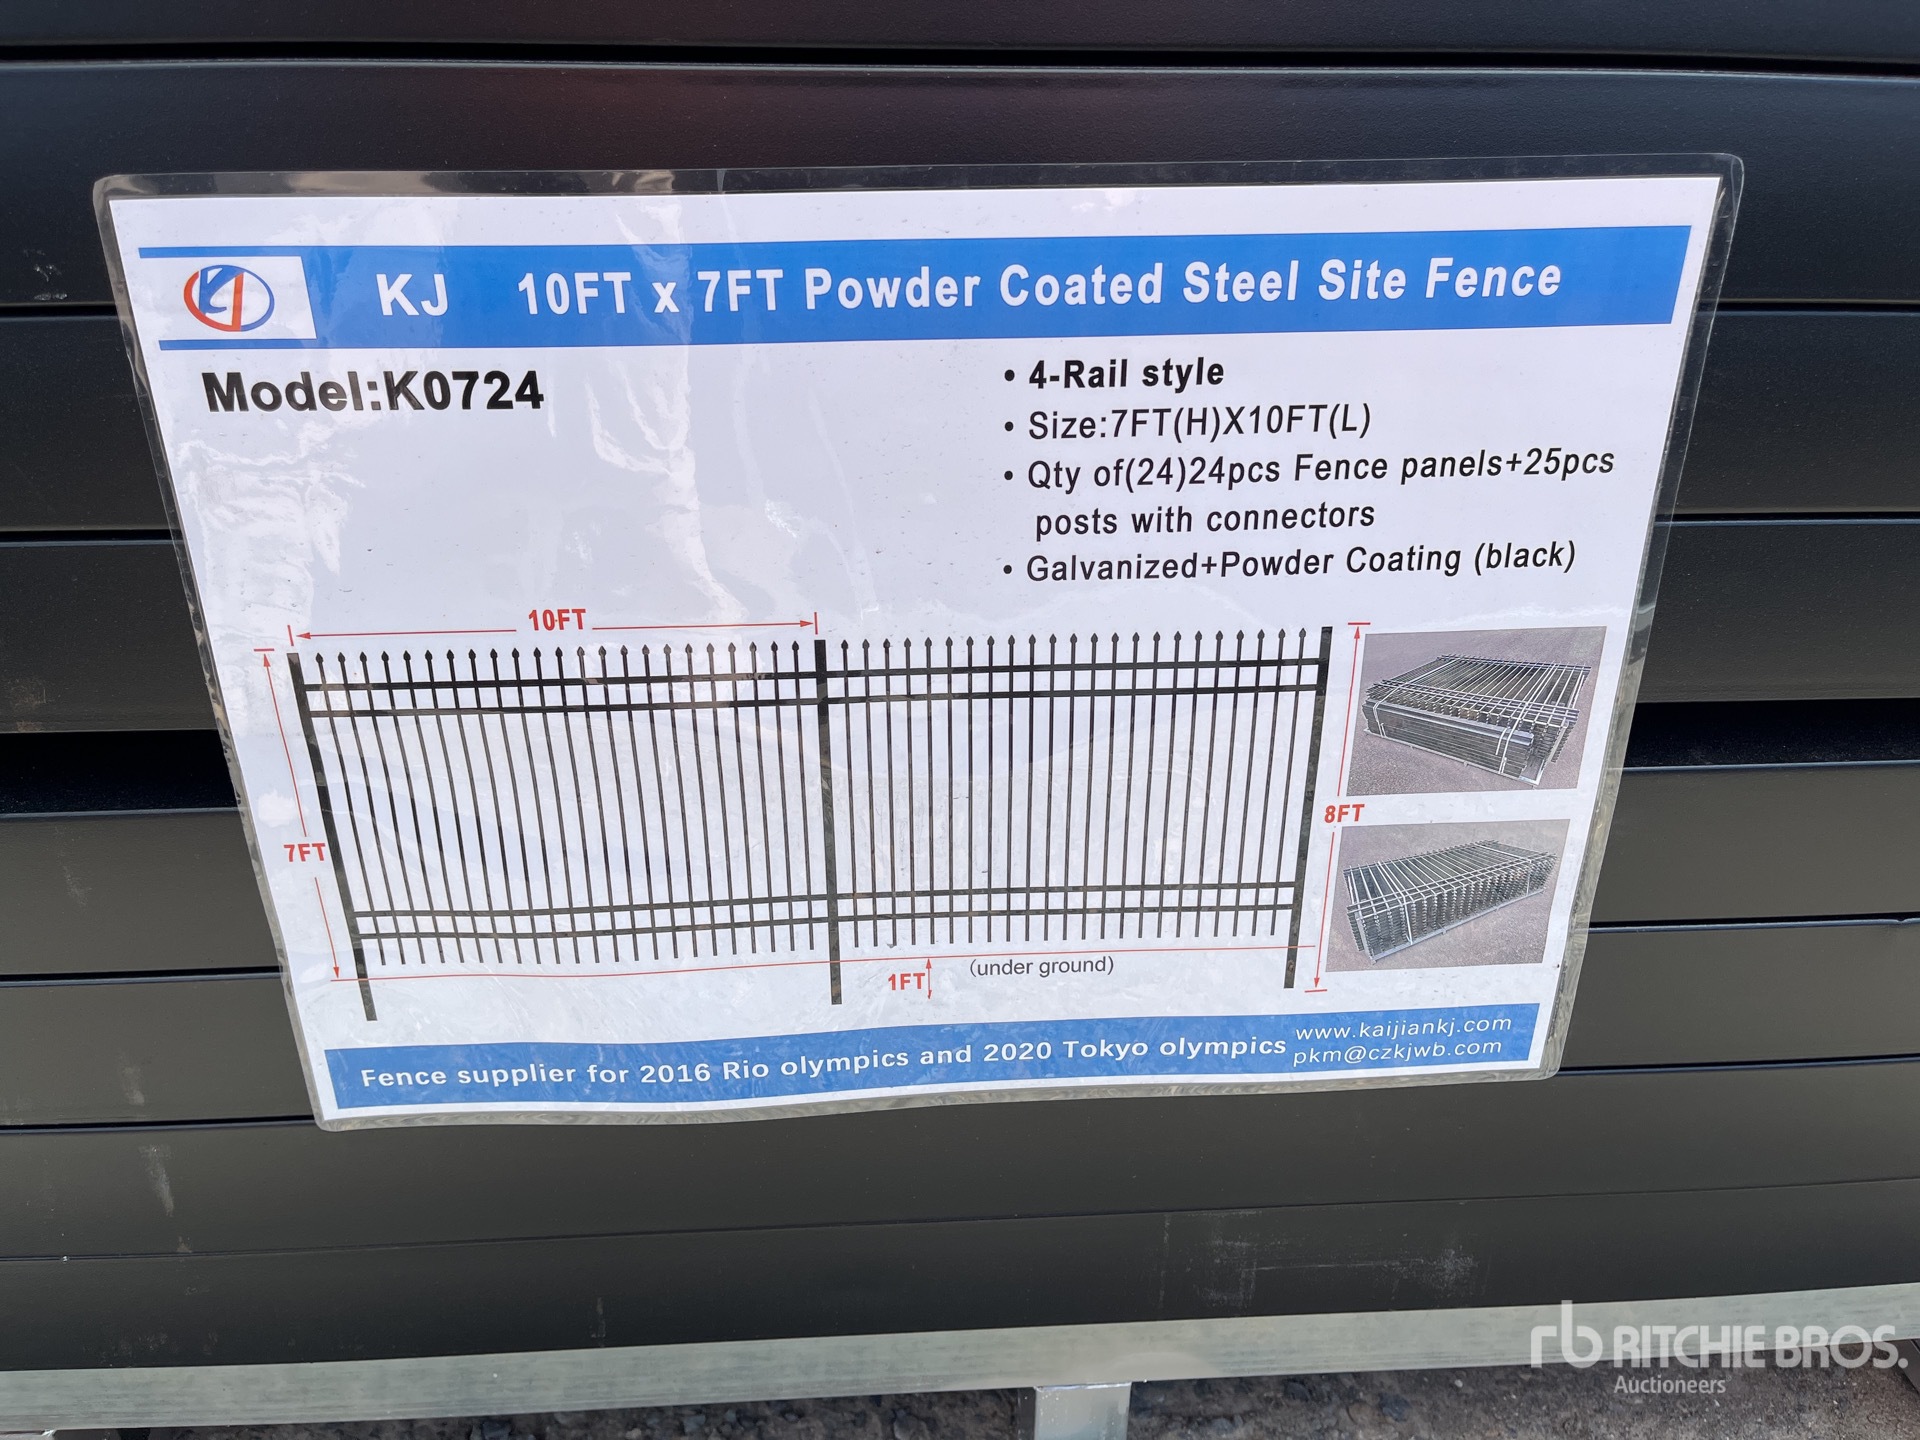 KJ 10FT x 7FT Powder Coated Steel Site Fence
Model:K0724
• 4-Rail style
• Size:7FT(H)X10FT(L)
• Qty of(24)24pcs Fence panels+25pcs
posts with connectors
• Galvanized+Powder Coating (black)
10FT
7FT
8FT
1FT
(under ground)
Fence supplier for 2016 Rio olympics and 2020 Tokyo olympics
www.kaijiankj.com
pkm@czkjwb.com
rb RITCHIE BROS.
Auctioneers